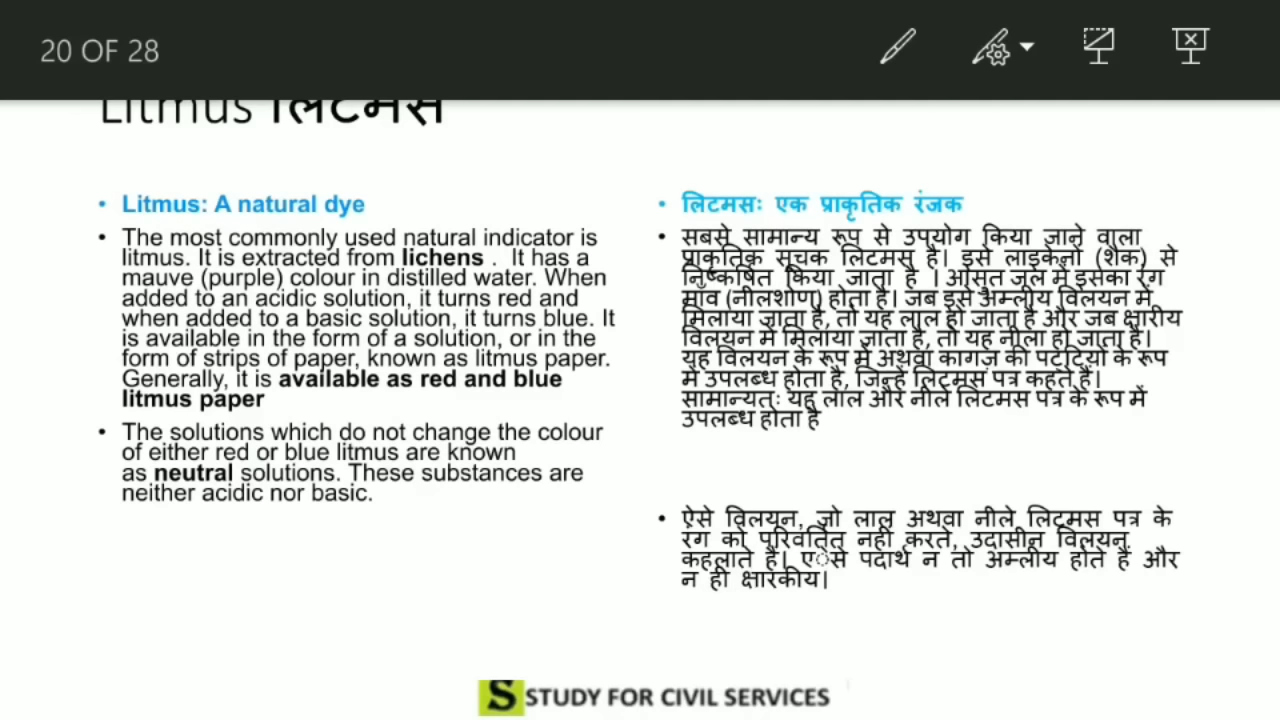 20 OF 28
Litmus लिटमस
• Litmus: A natural dye
• The most commonly used natural indicator is
litmus. It is extracted from lichens . It has a
mauve (purple) colour in distilled water. When
added to an acidic solution, it turns red and
when added to a basic solution, it turns blue. It
is available in the form of a solution, or in the
form of strips of paper, known as litmus paper.
Generally, it is available as red and blue
litmus paper
• The solutions which do not change the colour
of either red or blue litmus are known
as neutral solutions. These substances are
neither acidic nor basic.
• लिटमसः एक प्राकृतिक रंजक
• सबसे सामान्य रूप से उपयोग किया जाने वाला
प्राकृतिक सूचक लिटमस है। इसे लाइकेनों (शैक) से
निष्कर्षित किया जाता है । आसुत जल में इसका रंग
मॉव (नीलशोण) होता है। जब इसे अम्लीय विलयन में
मिलाया जाता है, तो यह लाल हो जाता है और जब क्षारीय
विलयन में मिलाया जाता है, तो यह नीला हो जाता है।
यह विलयन के रूप में अथवा कागज़ की पट्टियों के रूप
में उपलब्ध होता है, जिन्हें लिटमस पत्र कहते हैं।
सामान्यतः यह लाल और नीले लिटमस पत्र के रूप में
उपलब्ध होता है
• ऐसे विलयन, जो लाल अथवा नीले लिटमस पत्र के
रंग को परिवर्तित नहीं करते, उदासीन विलयन
कहलाते हैं। एेसे पदार्थ न तो अम्लीय होते हैं और
न ही क्षारकीय।
S STUDY FOR CIVIL SERVICES